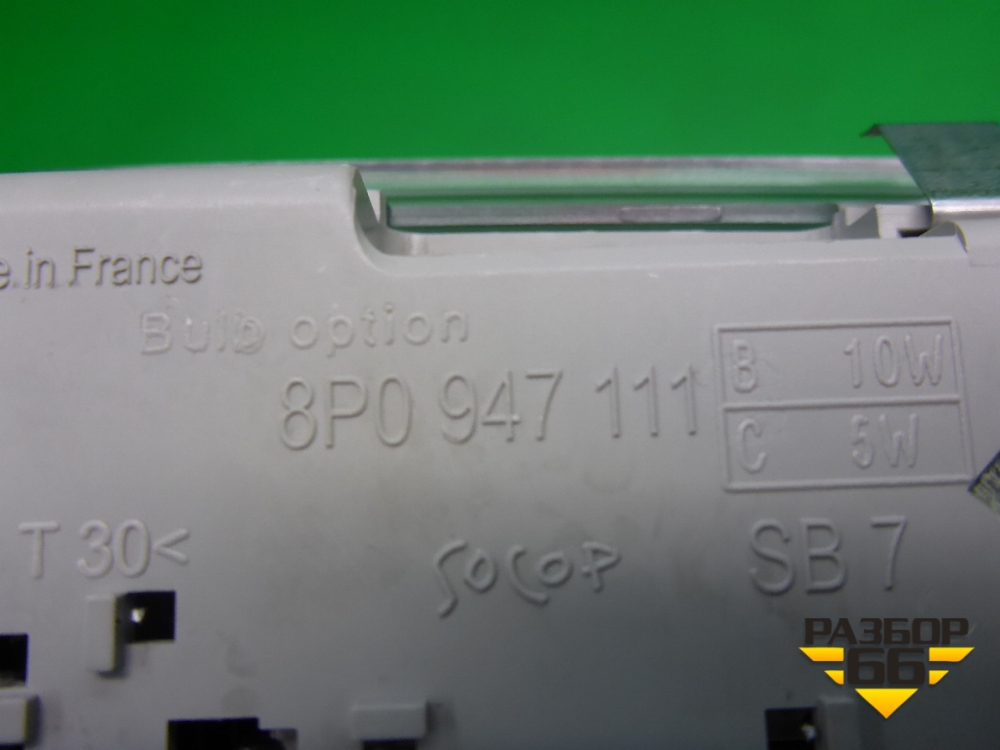 in France
Bulb option
8P0 947 111
B 10W
C 5W
T 30<
SOCOP
SB 7
РАЗБОР
66